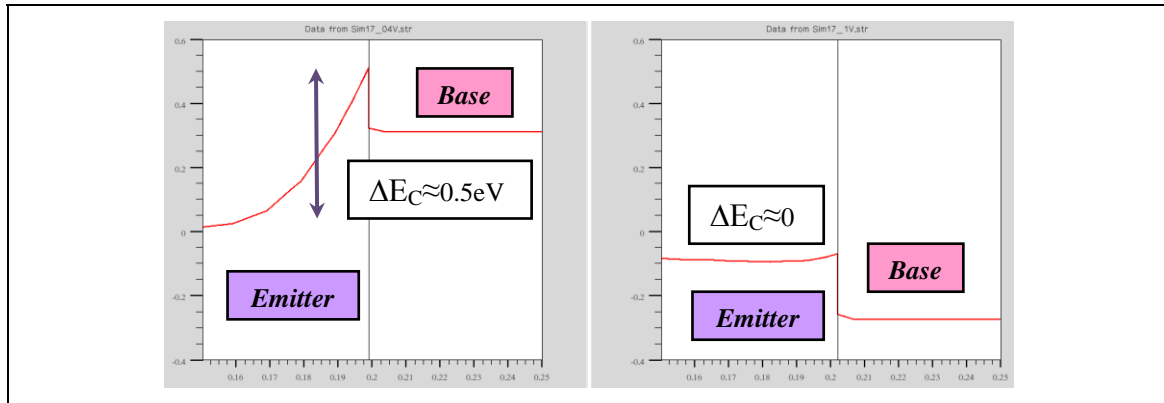 Data from Sim17_04V.str
0.6
0.4
0.2
0
-0.2
-0.4
0.16 0.17 0.18 0.19 0.2 0.21 0.22 0.23 0.24 0.25
Base
ΔEC≈0.5eV
Emitter
Data from Sim17_1V.str
0.6
0.4
0.2
0
-0.2
-0.4
0.16 0.17 0.18 0.19 0.2 0.21 0.22 0.23 0.24 0.25
ΔEC≈0
Base
Emitter